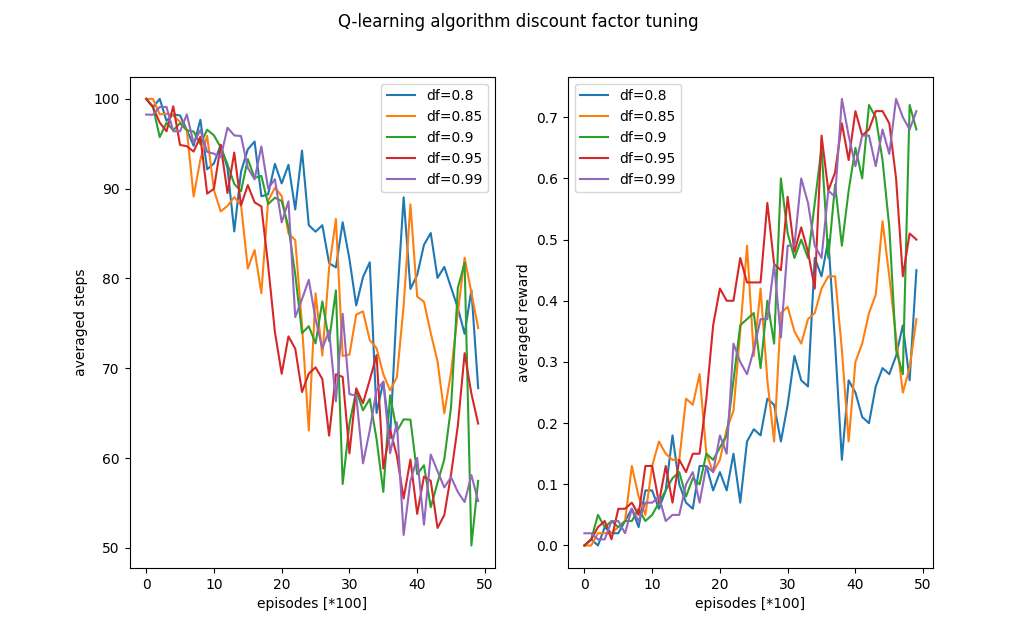 Q-learning algorithm discount factor tuning
averaged steps
100
90
80
70
60
50
0
10
20
30
40
50
episodes [*100]
df=0.8
df=0.85
df=0.9
df=0.95
df=0.99
averaged reward
0.7
0.6
0.5
0.4
0.3
0.2
0.1
0.0
0
10
20
30
40
50
episodes [*100]
df=0.8
df=0.85
df=0.9
df=0.95
df=0.99